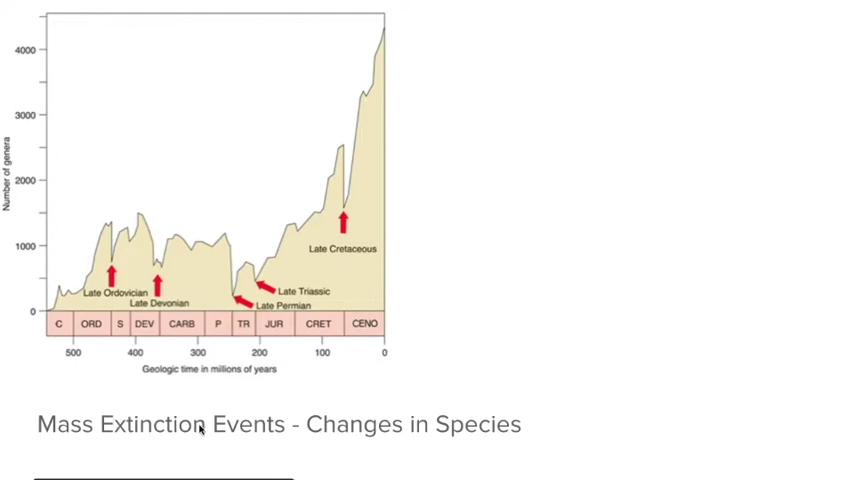 4000
3000
2000
1000
0
Number of genera
Late Cretaceous
Late Ordovician
Late Triassic
Late Devonian
Late Permian
C ORD S DEV CARB P TR JUR CRET CENO
500 400 300 200 100 0
Geologic time in millions of years
Mass Extinction Events - Changes in Species